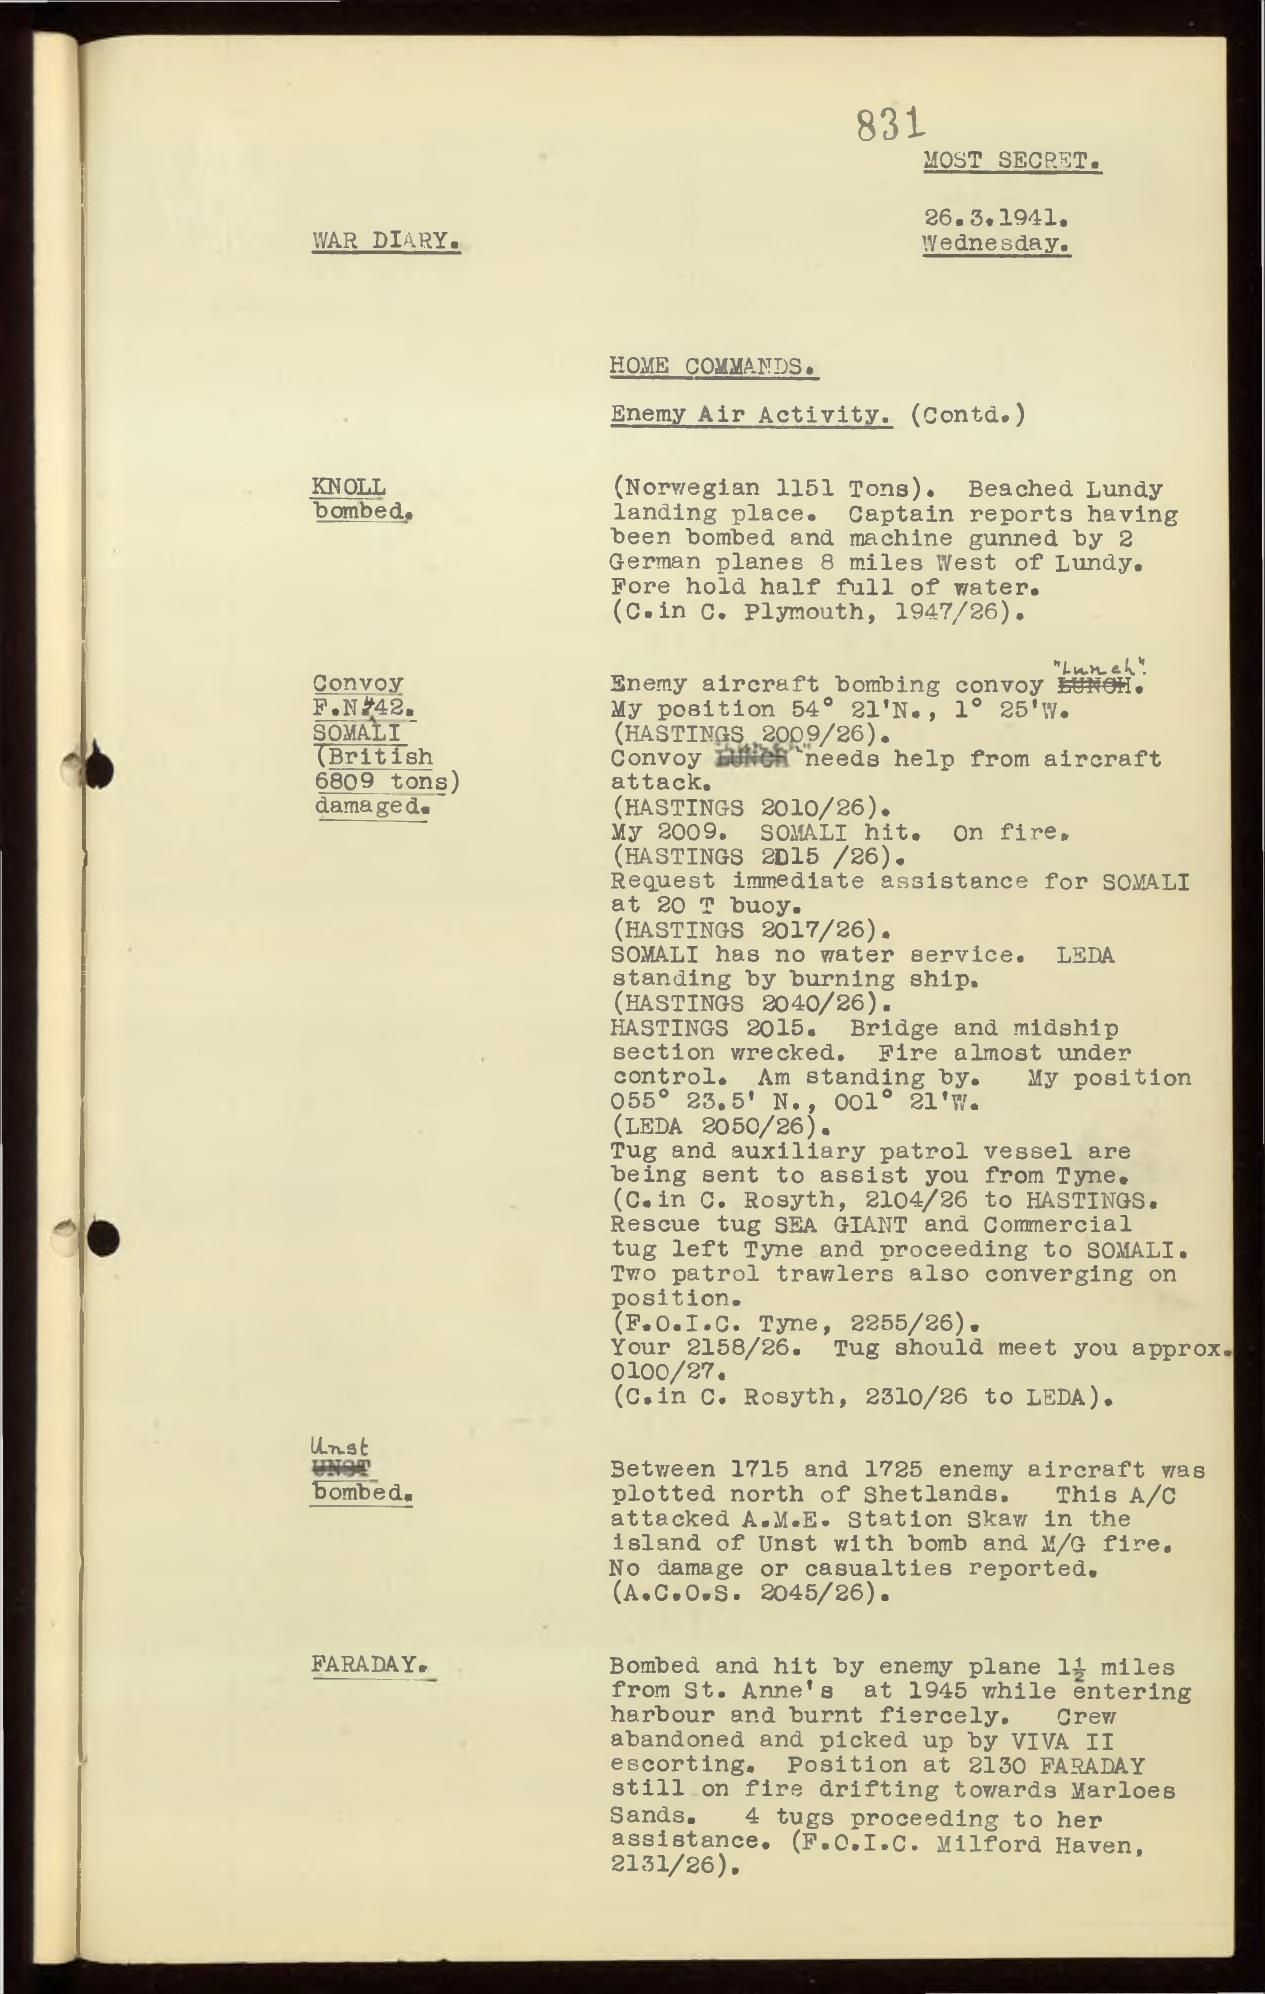 831
MOST SECRET.
26.3.1941.
Wednesday.
WAR DIARY.
HOME COMMANDS.
Enemy Air Activity. (Contd.)
KNOLL
bombed.
(Norwegian 1151 Tons). Beached Lundy
landing place. Captain reports having
been bombed and machine gunned by 2
German planes 8 miles West of Lundy.
Fore hold half full of water.
(C.in C. Plymouth, 1947/26).
Convoy
F.N.442.
SOMALI
(British
6809 tons)
damaged.
"Lunch".
Enemy aircraft bombing convoy LUNCH.
My position 54° 21'N., 1° 25'W.
(HASTINGS 2009/26).
Convoy LUNCH needs help from aircraft
attack.
(HASTINGS 2010/26).
My 2009. SOMALI hit. On fire.
(HASTINGS 2D15 /26).
Request immediate assistance for SOMALI
at 20 T buoy.
(HASTINGS 2017/26).
SOMALI has no water service. LEDA
standing by burning ship.
(HASTINGS 2040/26).
HASTINGS 2015. Bridge and midship
section wrecked. Fire almost under
control. Am standing by. My position
055° 23.5' N., 001° 21'W.
(LEDA 2050/26).
Tug and auxiliary patrol vessel are
being sent to assist you from Tyne.
(C.in C. Rosyth, 2104/26 to HASTINGS.
Rescue tug SEA GIANT and Commercial
tug left Tyne and proceeding to SOMALI.
Two patrol trawlers also converging on
position.
(F.O.I.C. Tyne, 2255/26).
Your 2158/26. Tug should meet you approx.
0100/27.
(C.in C. Rosyth, 2310/26 to LEDA).
Unst
UNST
bombed.
Between 1715 and 1725 enemy aircraft was
plotted north of Shetlands. This A/C
attacked A.M.E. Station Skaw in the
island of Unst with bomb and M/G fire.
No damage or casualties reported.
(A.C.O.S. 2045/26).
FARADAY.
Bombed and hit by enemy plane 1½ miles
from St. Anne's at 1945 while entering
harbour and burnt fiercely. Crew
abandoned and picked up by VIVA II
escorting. Position at 2130 FARADAY
still on fire drifting towards Marloes
Sands. 4 tugs proceeding to her
assistance. (F.O.I.C. Milford Haven,
2131/26).